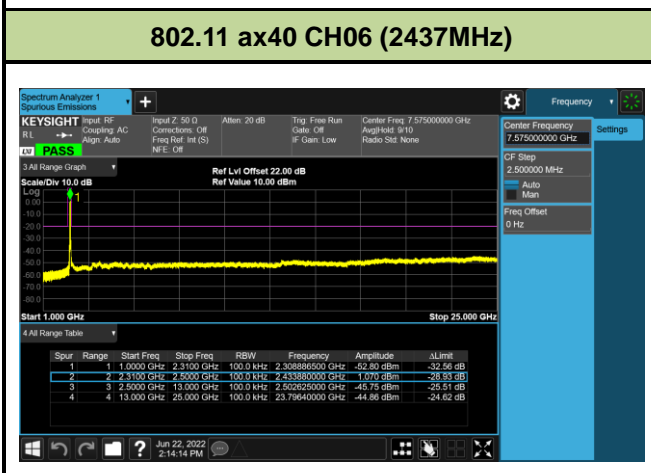 802.11 ax40 CH06 (2437MHz)
Spectrum Analyzer 1
Spurious Emissions
+
Frequency
KEYSIGHT
R L
LXI
PASS
Input: RF
Coupling: AC
Align: Auto
Input Z: 50 Ω
Corrections: Off
Freq Ref: Int (S)
NFE: Off
Atten: 20 dB
Trig: Free Run
Gate: Off
IF Gain: Low
Center Freq: 7.575000000 GHz
Avg|Hold: 9/10
Radio Std: None
Center Frequency
7.575000000 GHz
Settings
CF Step
2.500000 MHz
Auto
Man
Freq Offset
0 Hz
3 All Range Graph
Scale/Div 10.0 dB
Ref Lvl Offset 22.00 dB
Ref Value 10.00 dBm
Log
1
0.00
-10.0
-20.0
-30.0
-40.0
-50.0
-60.0
-70.0
-80.0
Start 1.000 GHz
Stop 25.000 GHz
4 All Range Table
Spur Range Start Freq Stop Freq RBW Frequency Amplitude ΔLimit
1 1 1.0000 GHz 2.3100 GHz 100.0 kHz 2.308886500 GHz -52.80 dBm -32.56 dB
2 2 2.3100 GHz 2.5000 GHz 100.0 kHz 2.433880000 GHz 1.070 dBm -28.93 dB
3 3 2.5000 GHz 13.000 GHz 100.0 kHz 2.502625000 GHz -45.75 dBm -25.51 dB
4 4 13.000 GHz 25.000 GHz 100.0 kHz 23.79640000 GHz -44.86 dBm -24.62 dB
?
Jun 22, 2022
2:14:14 PM